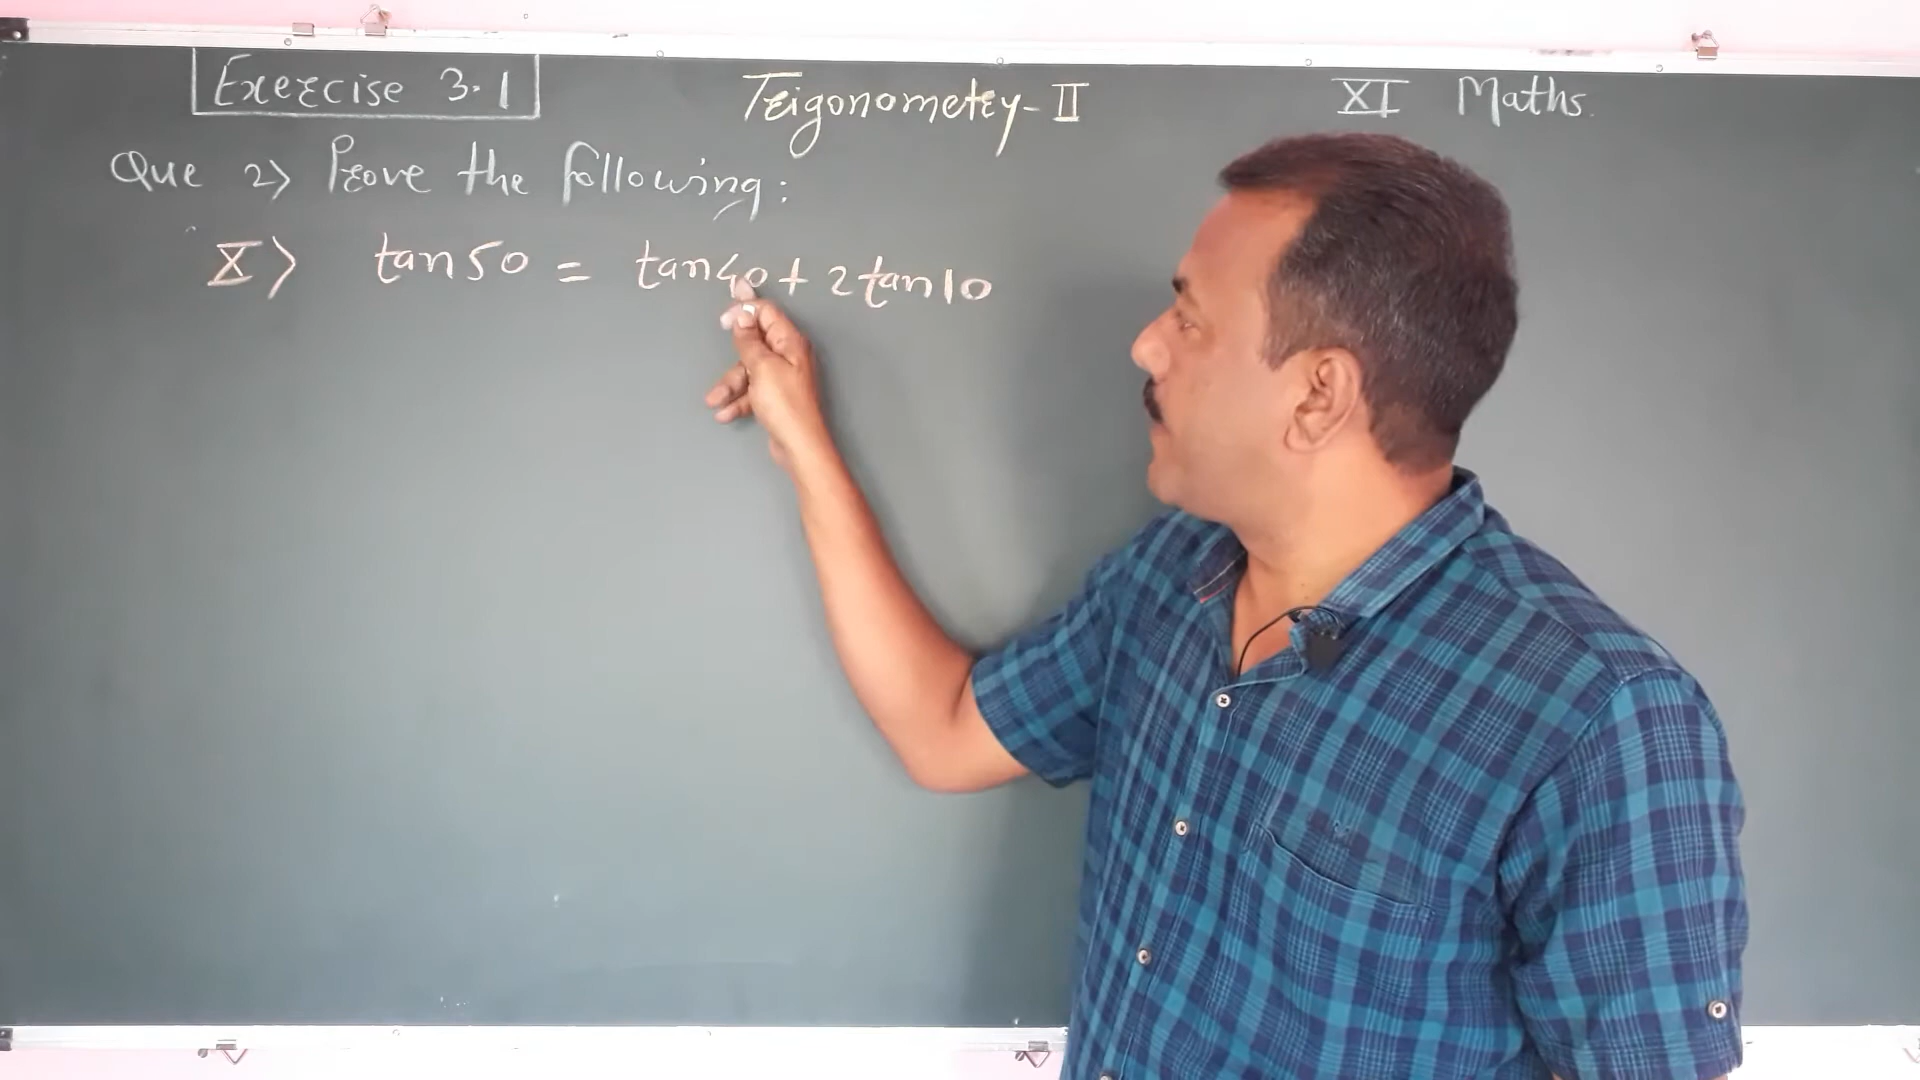 Exercise 3.1
Trigonometry-II
XI Maths.
Que 2> Prove the following:
X> tan50 = tan40+2tan10